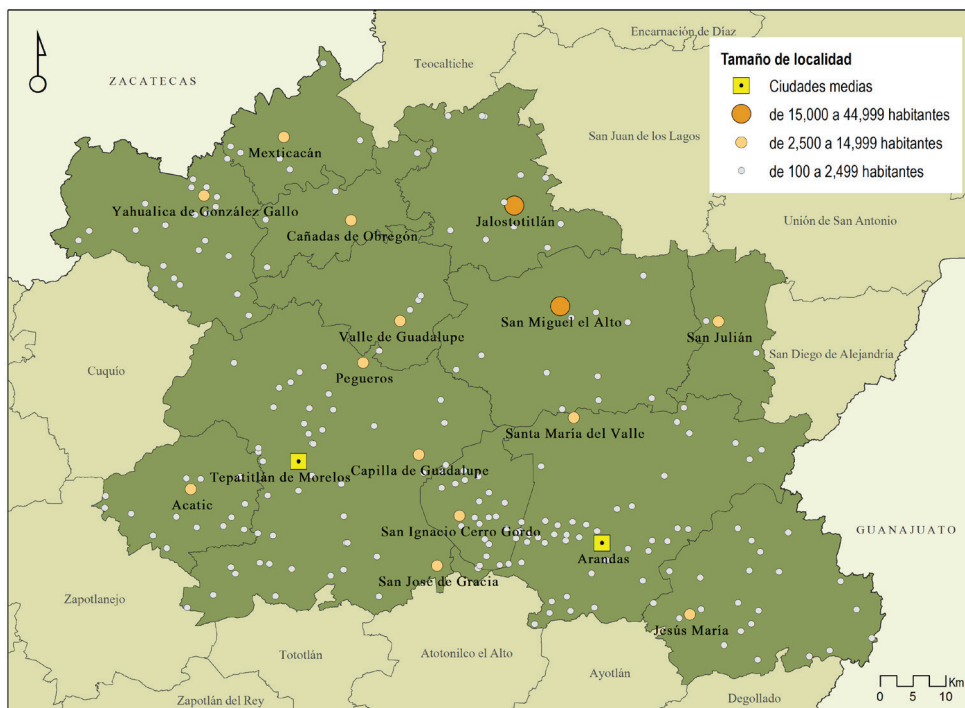 Encarnación de Díaz
Teocaltiche
ZACATECAS
Tamaño de localidad
Ciudades medias
de 15,000 a 44,999 habitantes
de 2,500 a 14,999 habitantes
de 100 a 2,499 habitantes
San Juan de los Lagos
Mexticacán
Yahualica de González Gallo
Cañadas de Obregón
Jalostotitlán
Unión de San Antonio
San Miguel el Alto
Valle de Guadalupe
San Julián
San Diego de Alejandría
Cuquío
Pegueros
Santa María del Valle
Capilla de Guadalupe
Tepatitlán de Morelos
Acatic
San Ignacio Cerro Gordo
GUANAJUATO
Arandas
San José de Gracia
Zapotlanejo
Jesús María
Tototlán
Atotonilco el Alto
Ayotlán
Zapotlán del Rey
Degollado
0 5 10
Km